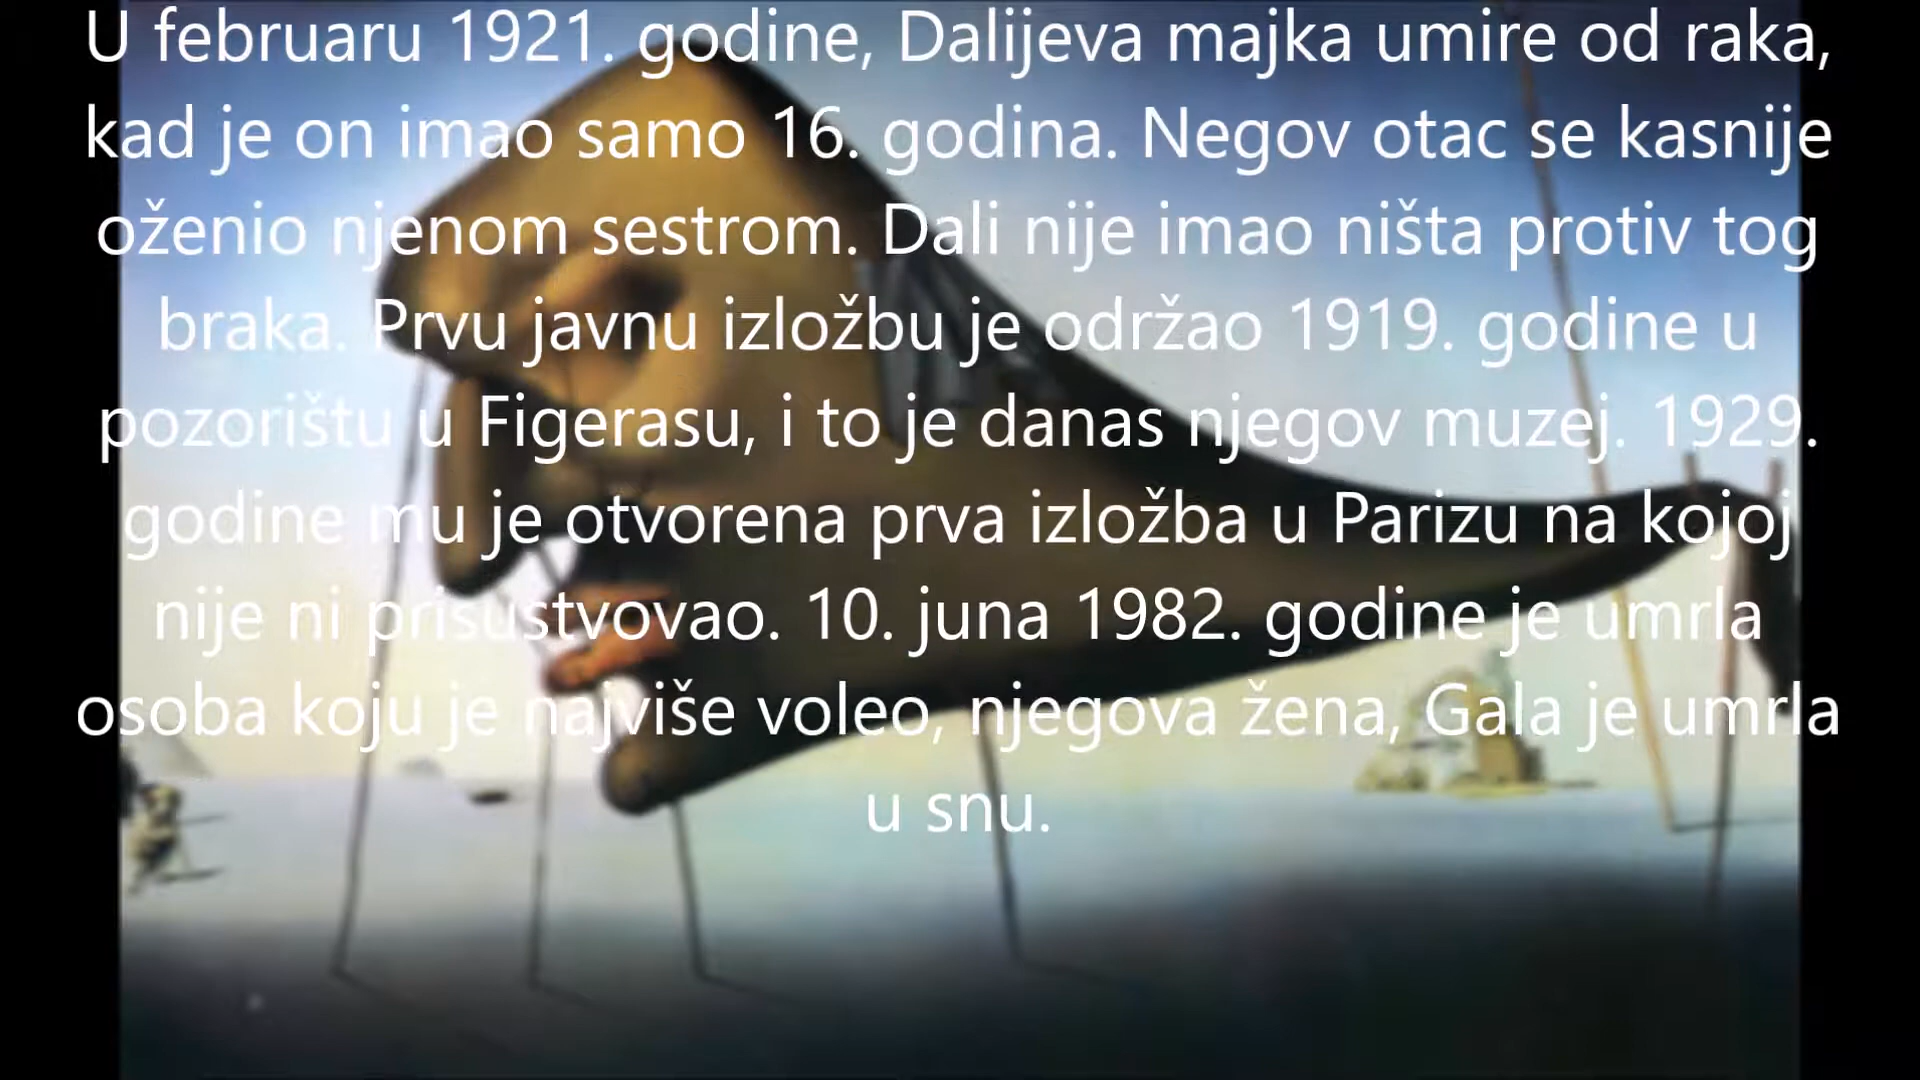 U februaru 1921. godine, Dalijeva majka umire od raka,
kad je on imao samo 16. godina. Negov otac se kasnije
oženio njenom sestrom. Dali nije imao ništa protiv tog
braka. Prvu javnu izložbu je održao 1919. godine u
pozorištu u Figerasu, i to je danas njegov muzej. 1929.
godine mu je otvorena prva izložba u Parizu na kojoj
nije ni prisustvovao. 10. juna 1982. godine je umrla
osoba koju je najviše voleo, njegova žena, Gala je umrla
u snu.